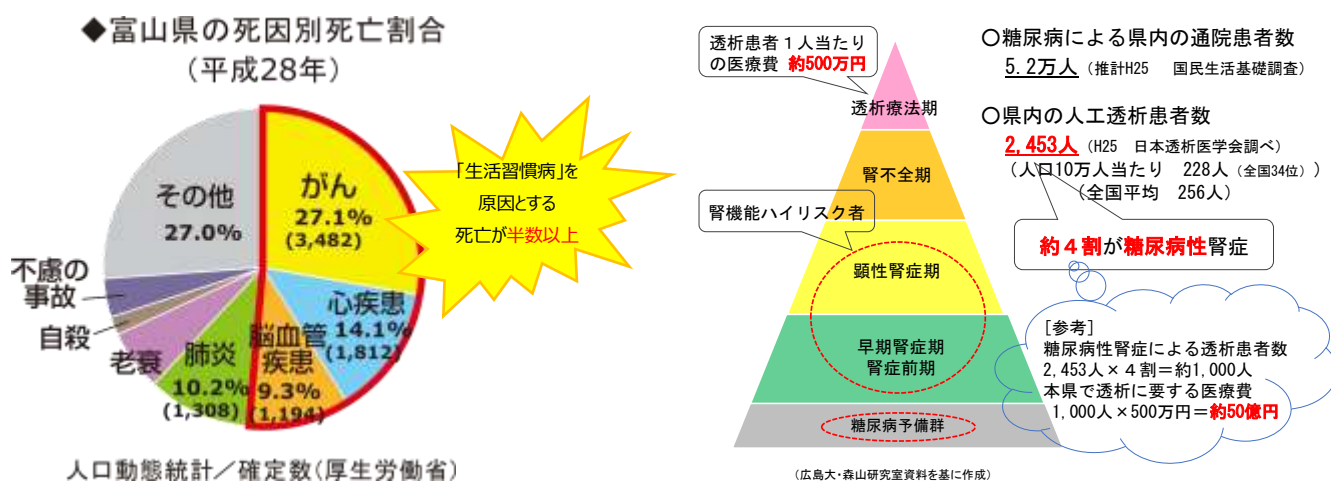 ◆富山県の死因別死亡割合
(平成28年)
がん
27.1%
(3,482)
心疾患
14.1%
(1,812)
脳血管
疾患
9.3%
(1,194)
肺炎
10.2%
(1,308)
老衰
自殺
不慮の
事故
その他
27.0%
「生活習慣病」を
原因とする
死亡が半数以上
人口動態統計/確定数(厚生労働省)
透析患者1人当たり
の医療費 約500万円
透析療法期
腎不全期
腎機能ハイリスク者
顕性腎症期
早期腎症期
腎症前期
糖尿病予備群
(広島大・森山研究室資料を基に作成)
〇糖尿病による県内の通院患者数
5.2万人 (推計H25 国民生活基礎調査)
〇県内の人工透析患者数
2,453人 (H25 日本透析医学会調べ)
(人口10万人当たり 228人 (全国34位))
(全国平均 256人)
約4割が糖尿病性腎症
[参考]
糖尿病性腎症による透析患者数
2,453人×4割=約1,000人
本県で透析に要する医療費
1,000人×500万円=約50億円